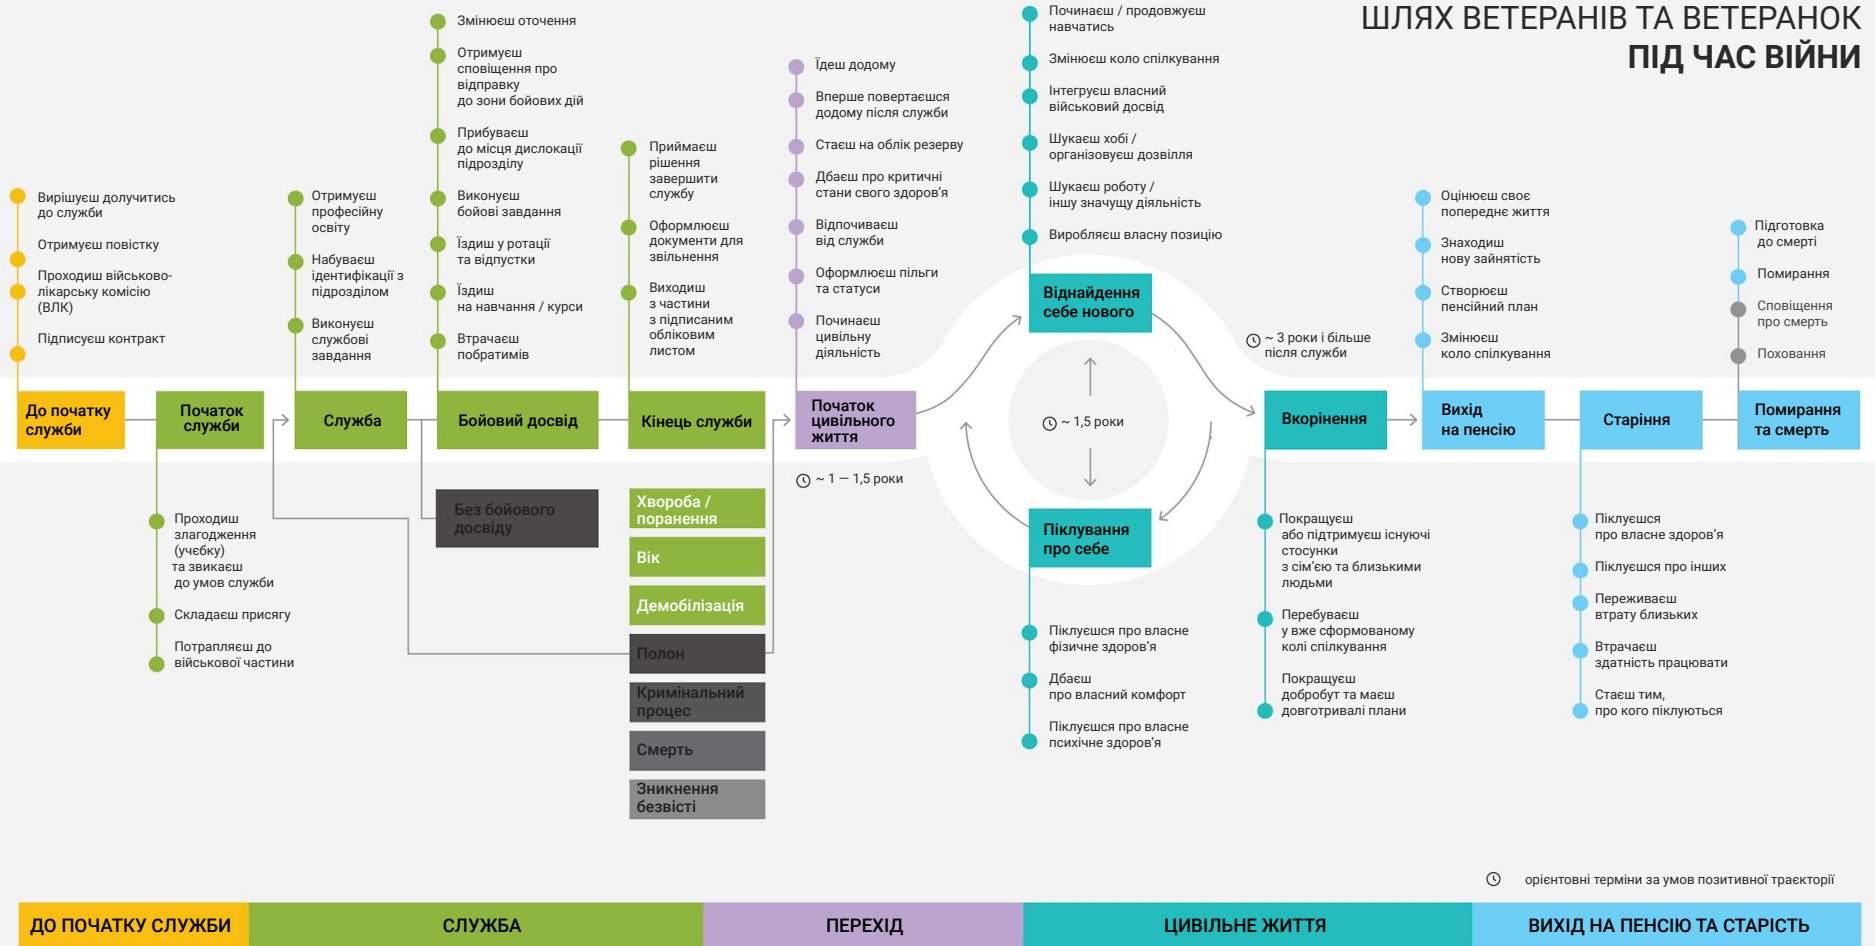 ШЛЯХ ВЕТЕРАНІВ ТА ВЕТЕРАНОК
ПІД ЧАС ВІЙНИ
Вирішуєш долучитись
до служби
Отримуєш повістку
Проходиш військово-
лікарську комісію
(ВЛК)
Підписуєш контракт
До початку
служби
Початок
служби
Проходиш
злагодження
(учєбку)
та звикаєш
до умов служби
Складаєш присягу
Потрапляєш до
військової частини
Отримуєш
професійну
освіту
Набуваєш
ідентифікації з
підрозділом
Виконуєш
службові
завдання
Служба
Змінюєш оточення
Отримуєш
сповіщення про
відправку
до зони бойових дій
Прибуваєш
до місця дислокації
підрозділу
Виконуєш
бойові завдання
Їздиш у ротації
та відпустки
Їздиш
на навчання / курси
Втрачаєш
побратимів
Бойовий досвід
Без бойового
досвіду
Приймаєш
рішення
завершити
службу
Оформлюєш
документи для
звільнення
Виходиш
з частини
з підписаним
обліковим
листом
Кінець служби
Хвороба /
поранення
Вік
Демобілізація
Полон
Кримінальний
процес
Смерть
Зникнення
безвісті
Їдеш додому
Вперше повертаєшся
додому після служби
Стаєш на облік резерву
Дбаєш про критичні
стани свого здоров'я
Відпочиваєш
від служби
Оформлюєш пільги
та статуси
Починаєш
цивільну
діяльність
Початок
цивільного
життя
~ 1 — 1,5 роки
Починаєш / продовжуєш
навчатись
Змінюєш коло спілкування
Інтегруєш власний
військовий досвід
Шукаєш хобі /
організовуєш дозвілля
Шукаєш роботу /
іншу значущу діяльність
Виробляєш власну позицію
Віднайдення
себе нового
~ 1,5 роки
Піклування
про себе
Піклуєшся про власне
фізичне здоров'я
Дбаєш
про власний комфорт
Піклуєшся про власне
психічне здоров'я
~ 3 роки і більше
після служби
Вкорінення
Покращуєш
або підтримуєш існуючі
стосунки
з сім'єю та близькими
людьми
Перебуваєш
у вже сформованому
колі спілкування
Покращуєш
добробут та маєш
довготривалі плани
Оцінюєш своє
попереднє життя
Знаходиш
нову зайнятість
Створюєш
пенсійний план
Змінюєш
коло спілкування
Вихід
на пенсію
Старіння
Піклуєшся
про власне здоров'я
Піклуєшся про інших
Переживаєш
втрату близьких
Втрачаєш
здатність працювати
Стаєш тим,
про кого піклуються
Підготовка
до смерті
Помирання
Сповіщення
про смерть
Поховання
Помирання
та смерть
орієнтовні терміни за умов позитивної траєкторії
ДО ПОЧАТКУ СЛУЖБИ
СЛУЖБА
ПЕРЕХІД
ЦИВІЛЬНЕ ЖИТТЯ
ВИХІД НА ПЕНСІЮ ТА СТАРІСТЬ